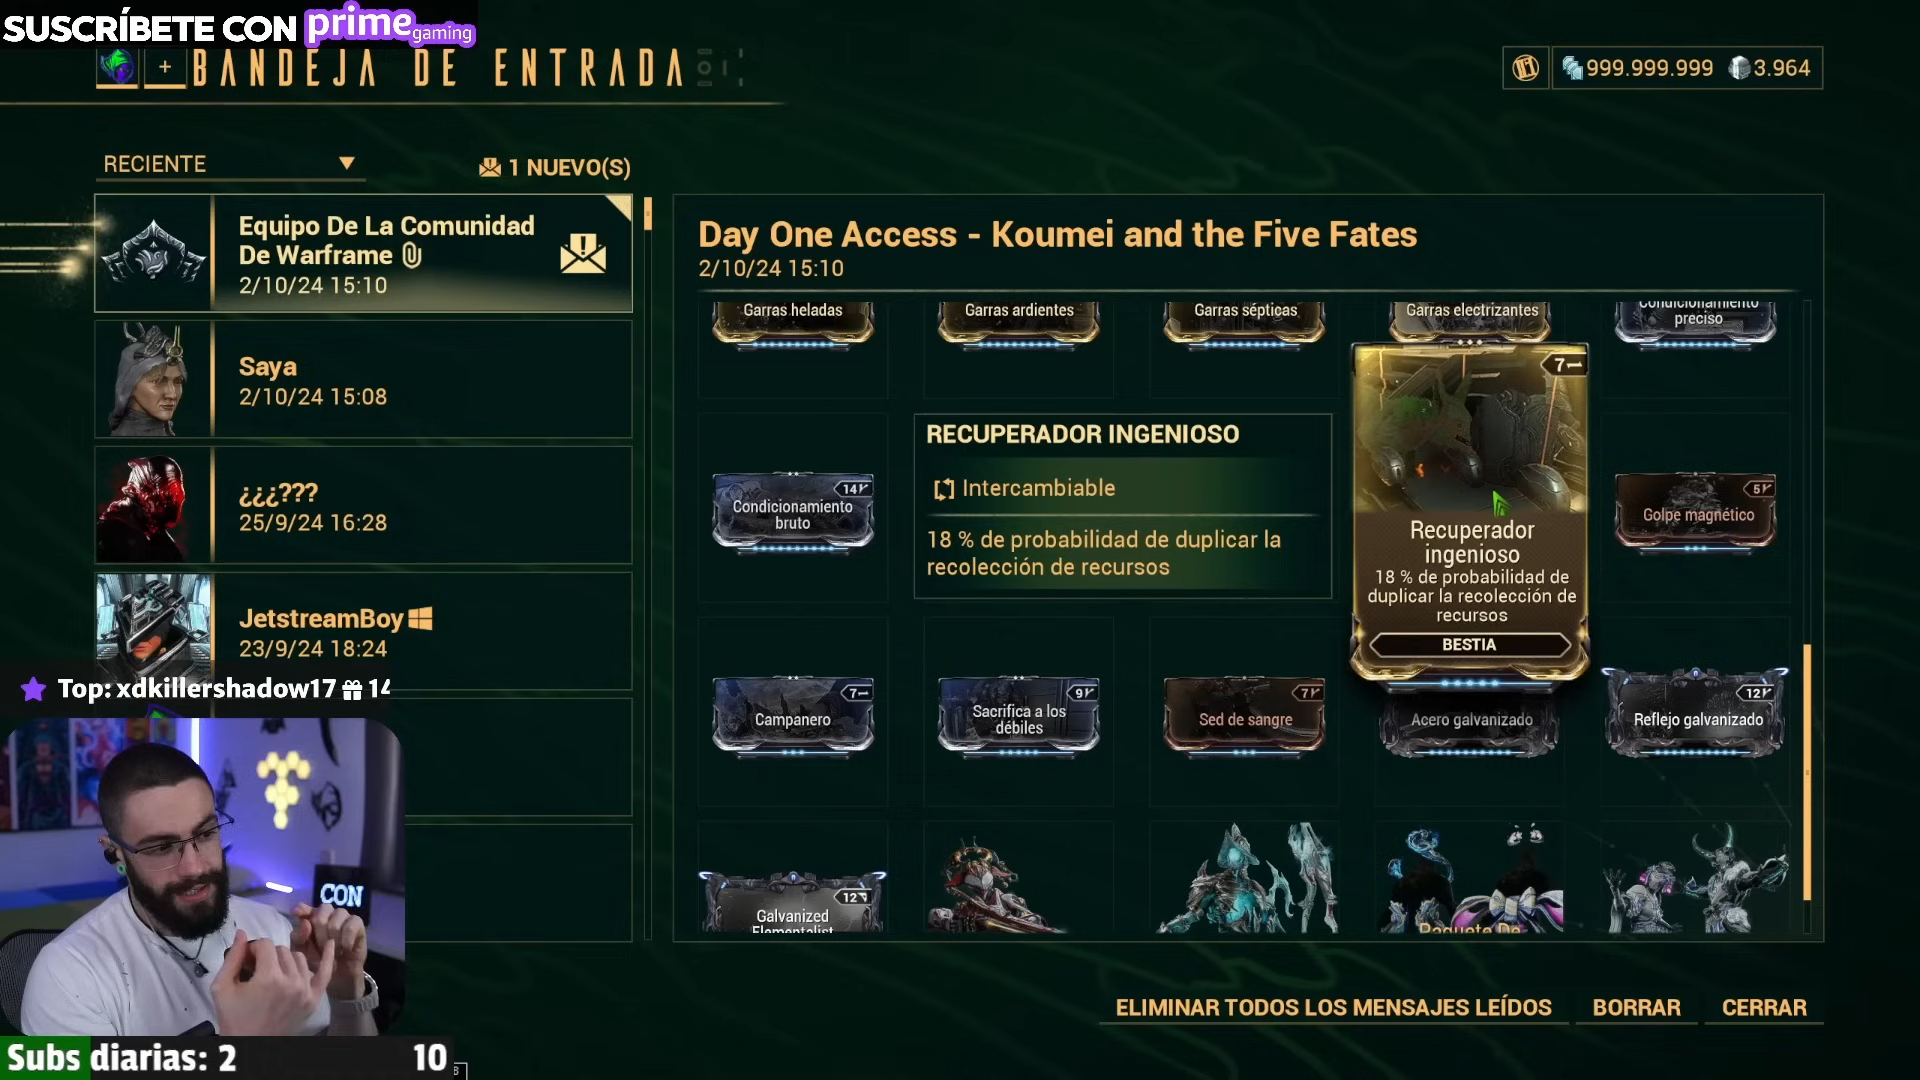 SUSCRÍBETE CON prime gaming
BANDEJA DE ENTRADA
999.999.999 3.964
RECIENTE
1 NUEVO(S)
Equipo De La Comunidad
De Warframe
2/10/24 15:10
Saya
2/10/24 15:08
¿¿¿???
25/9/24 16:28
JetstreamBoy
23/9/24 18:24
Top: xdkillershadow17 14
CON
Subs diarias: 2 10
Day One Access - Koumei and the Five Fates
2/10/24 15:10
Garras heladas
Garras ardientes
Garras sépticas
Garras electrizantes
Condicionamiento
preciso
14
Condicionamiento
bruto
RECUPERADOR INGENIOSO
Intercambiable
18 % de probabilidad de duplicar la
recolección de recursos
7
Recuperador
ingenioso
18 % de probabilidad de
duplicar la recolección de
recursos
BESTIA
5
Golpe magnético
7
Campanero
9
Sacrifica a los
débiles
7
Sed de sangre
Acero galvanizado
12
Reflejo galvanizado
12
Galvanized
Elementalist
Paquete De
ELIMINAR TODOS LOS MENSAJES LEÍDOS
BORRAR
CERRAR